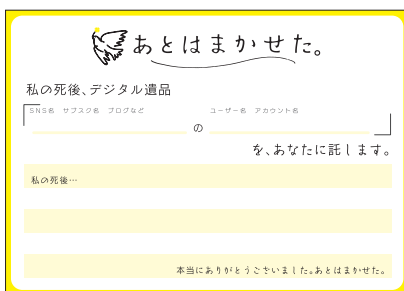 あとはまかせた。
私の死後、デジタル遺品
SNS名 サブスク名 ブログなど ユーザー名 アカウント名
の
を、あなたに託します。
私の死後…
本当にありがとうございました。あとはまかせた。